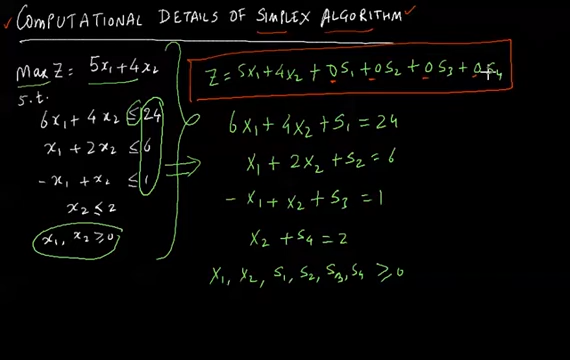 COMPUTATIONAL DETAILS OF SIMPLEX ALGORITHM
Max Z = 5x₁+4x₂
s.t.
6x₁+4x₂ ≤ 24
x₁+2x₂ ≤ 6
-x₁+x₂ ≤ 1
x₂ ≤ 2
x₁, x₂ ≥ 0
Z = 5x₁+4x₂+0S₁+0S₂+0S₃+0S₄
6x₁+4x₂+S₁=24
x₁+2x₂+S₂=6
-x₁+x₂+S₃=1
x₂+S₄=2
x₁, x₂, S₁, S₂, S₃, S₄ ≥ 0